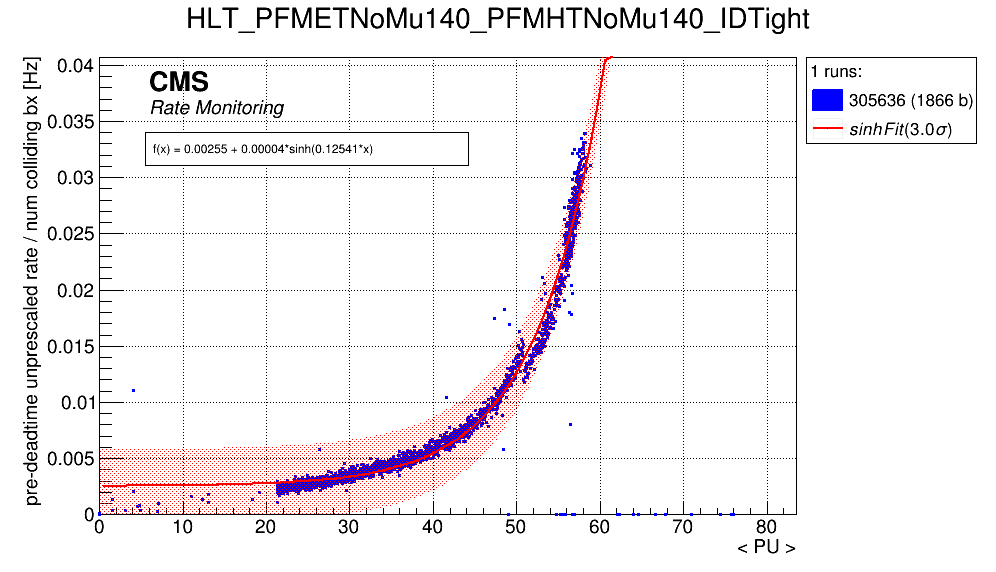 HLT_PFMETNoMu140_PFMHTNoMu140_IDTight
pre-deadtime unprescaled rate / num colliding bx [Hz]
0.04
0.035
0.03
0.025
0.02
0.015
0.01
0.005
0
CMS
Rate Monitoring
f(x) = 0.00255 + 0.00004*sinh(0.12541*x)
1 runs:
305636 (1866 b)
sinhFit(3.0σ)
0 10 20 30 40 50 60 70 80
< PU >